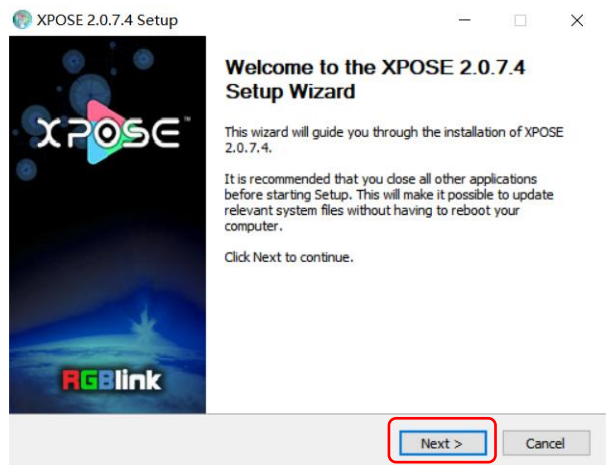 XPOSE 2.0.7.4 Setup
XPOSE™
RGBlink
Welcome to the XPOSE 2.0.7.4
Setup Wizard
This wizard will guide you through the installation of XPOSE
2.0.7.4.
It is recommended that you close all other applications
before starting Setup. This will make it possible to update
relevant system files without having to reboot your
computer.
Click Next to continue.
Next >
Cancel